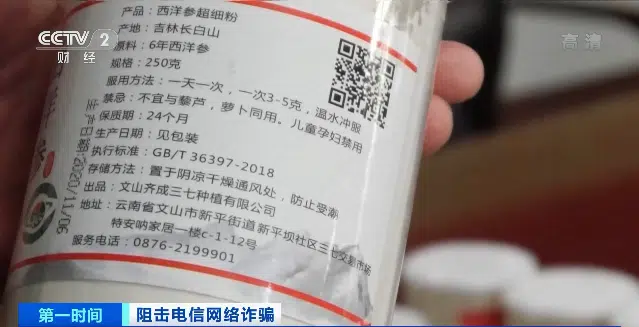 CCTV 2
财经
高清
产品：西洋参超细粉
产地：吉林长白山
原料：6年西洋参
规格：250克
服用方法：一天一次，一次3-5克，温水冲服
禁忌：不宜与藜芦，萝卜同用。儿童孕妇禁用
保质期：24个月
生产日期：见包装
执行标准：GB/T 36397-2018
存储方法：置于阴凉干燥通风处，防止受潮
出品：文山齐成三七种植有限公司
地址：云南省文山市新平街道新平坝社区三七交易市场
特安呐家居一楼c-1-12号
服务电话：0876-2199901
生产日期2020/11/06
第一时间
阻击电信网络诈骗